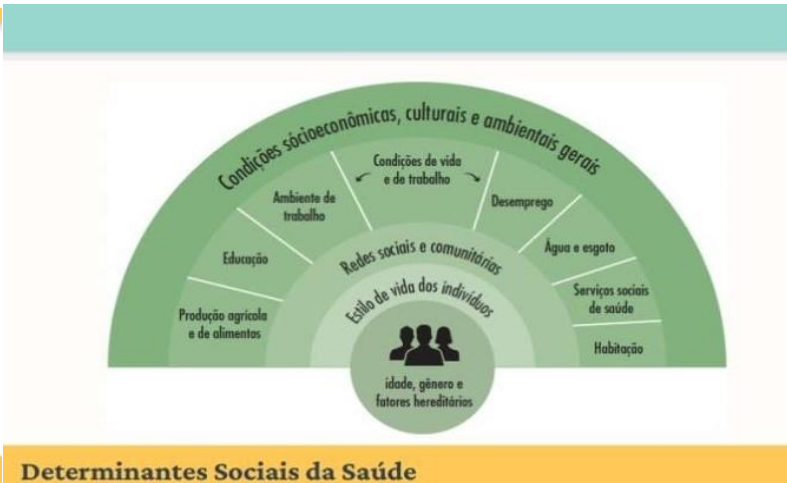 Condições sócioeconômicas, culturais e ambientais gerais
Condições de vida
e de trabalho
Ambiente de
trabalho
Desemprego
Educação
Água e esgoto
Produção agrícola
e de alimentos
Serviços sociais
de saúde
Habitação
Redes sociais e comunitárias
Estilo de vida dos indivíduos
idade, gênero e
fatores hereditários
Determinantes Sociais da Saúde